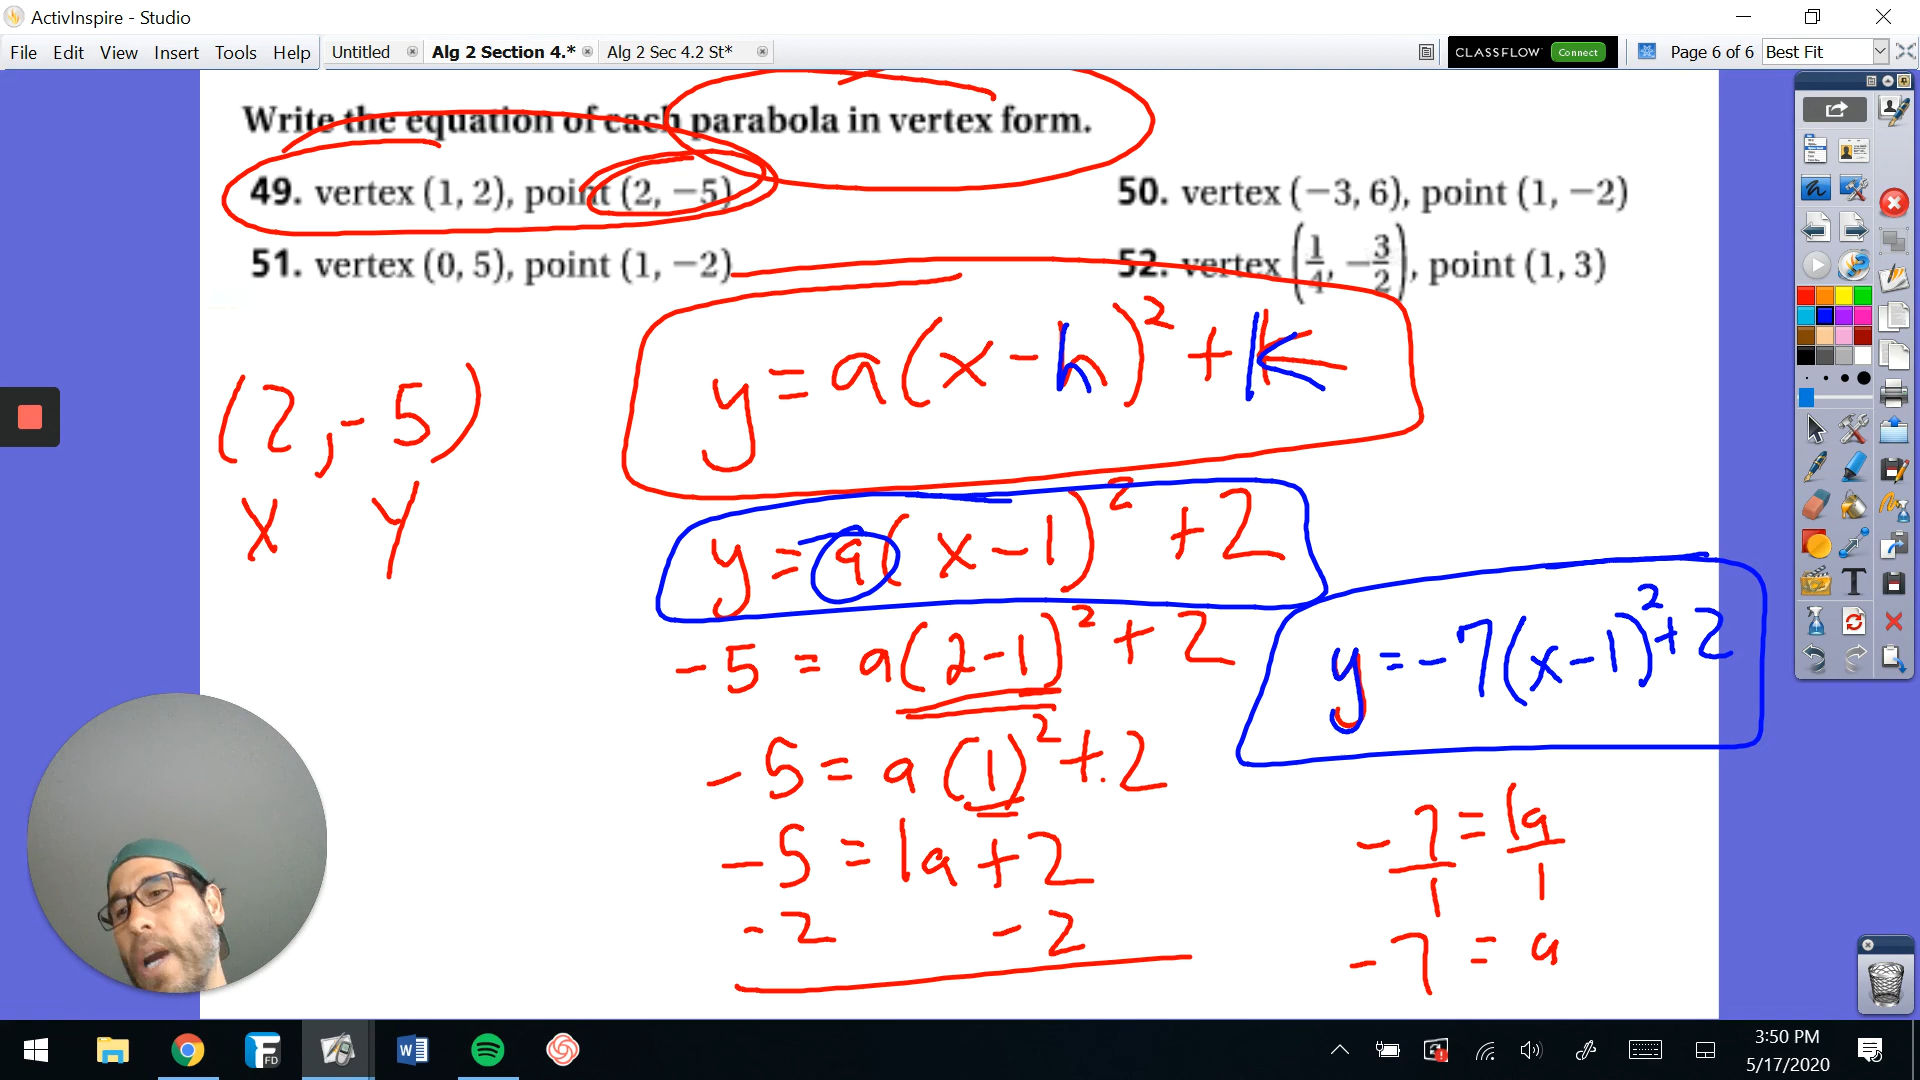 ActivInspire - Studio
File Edit View Insert Tools Help Untitled Alg 2 Section 4.* Alg 2 Sec 4.2 St* CLASSFLOW Connect Page 6 of 6 Best Fit
Write the equation of each parabola in vertex form.
49. vertex (1, 2), point (2, −5)
50. vertex (−3, 6), point (1, −2)
51. vertex (0, 5), point (1, −2)
52. vertex (1/4, −3/2), point (1, 3)
y = a(x - h)² + k
(2, -5)
x y
y = a(x - 1)² + 2
-5 = a(2-1)² + 2
y = -7(x-1)² + 2
-5 = a(1)² + 2
-5 = 1a + 2
-2 -2
-7/1 = 1a/1
-7 = a
T
FD
W
3:50 PM
5/17/2020